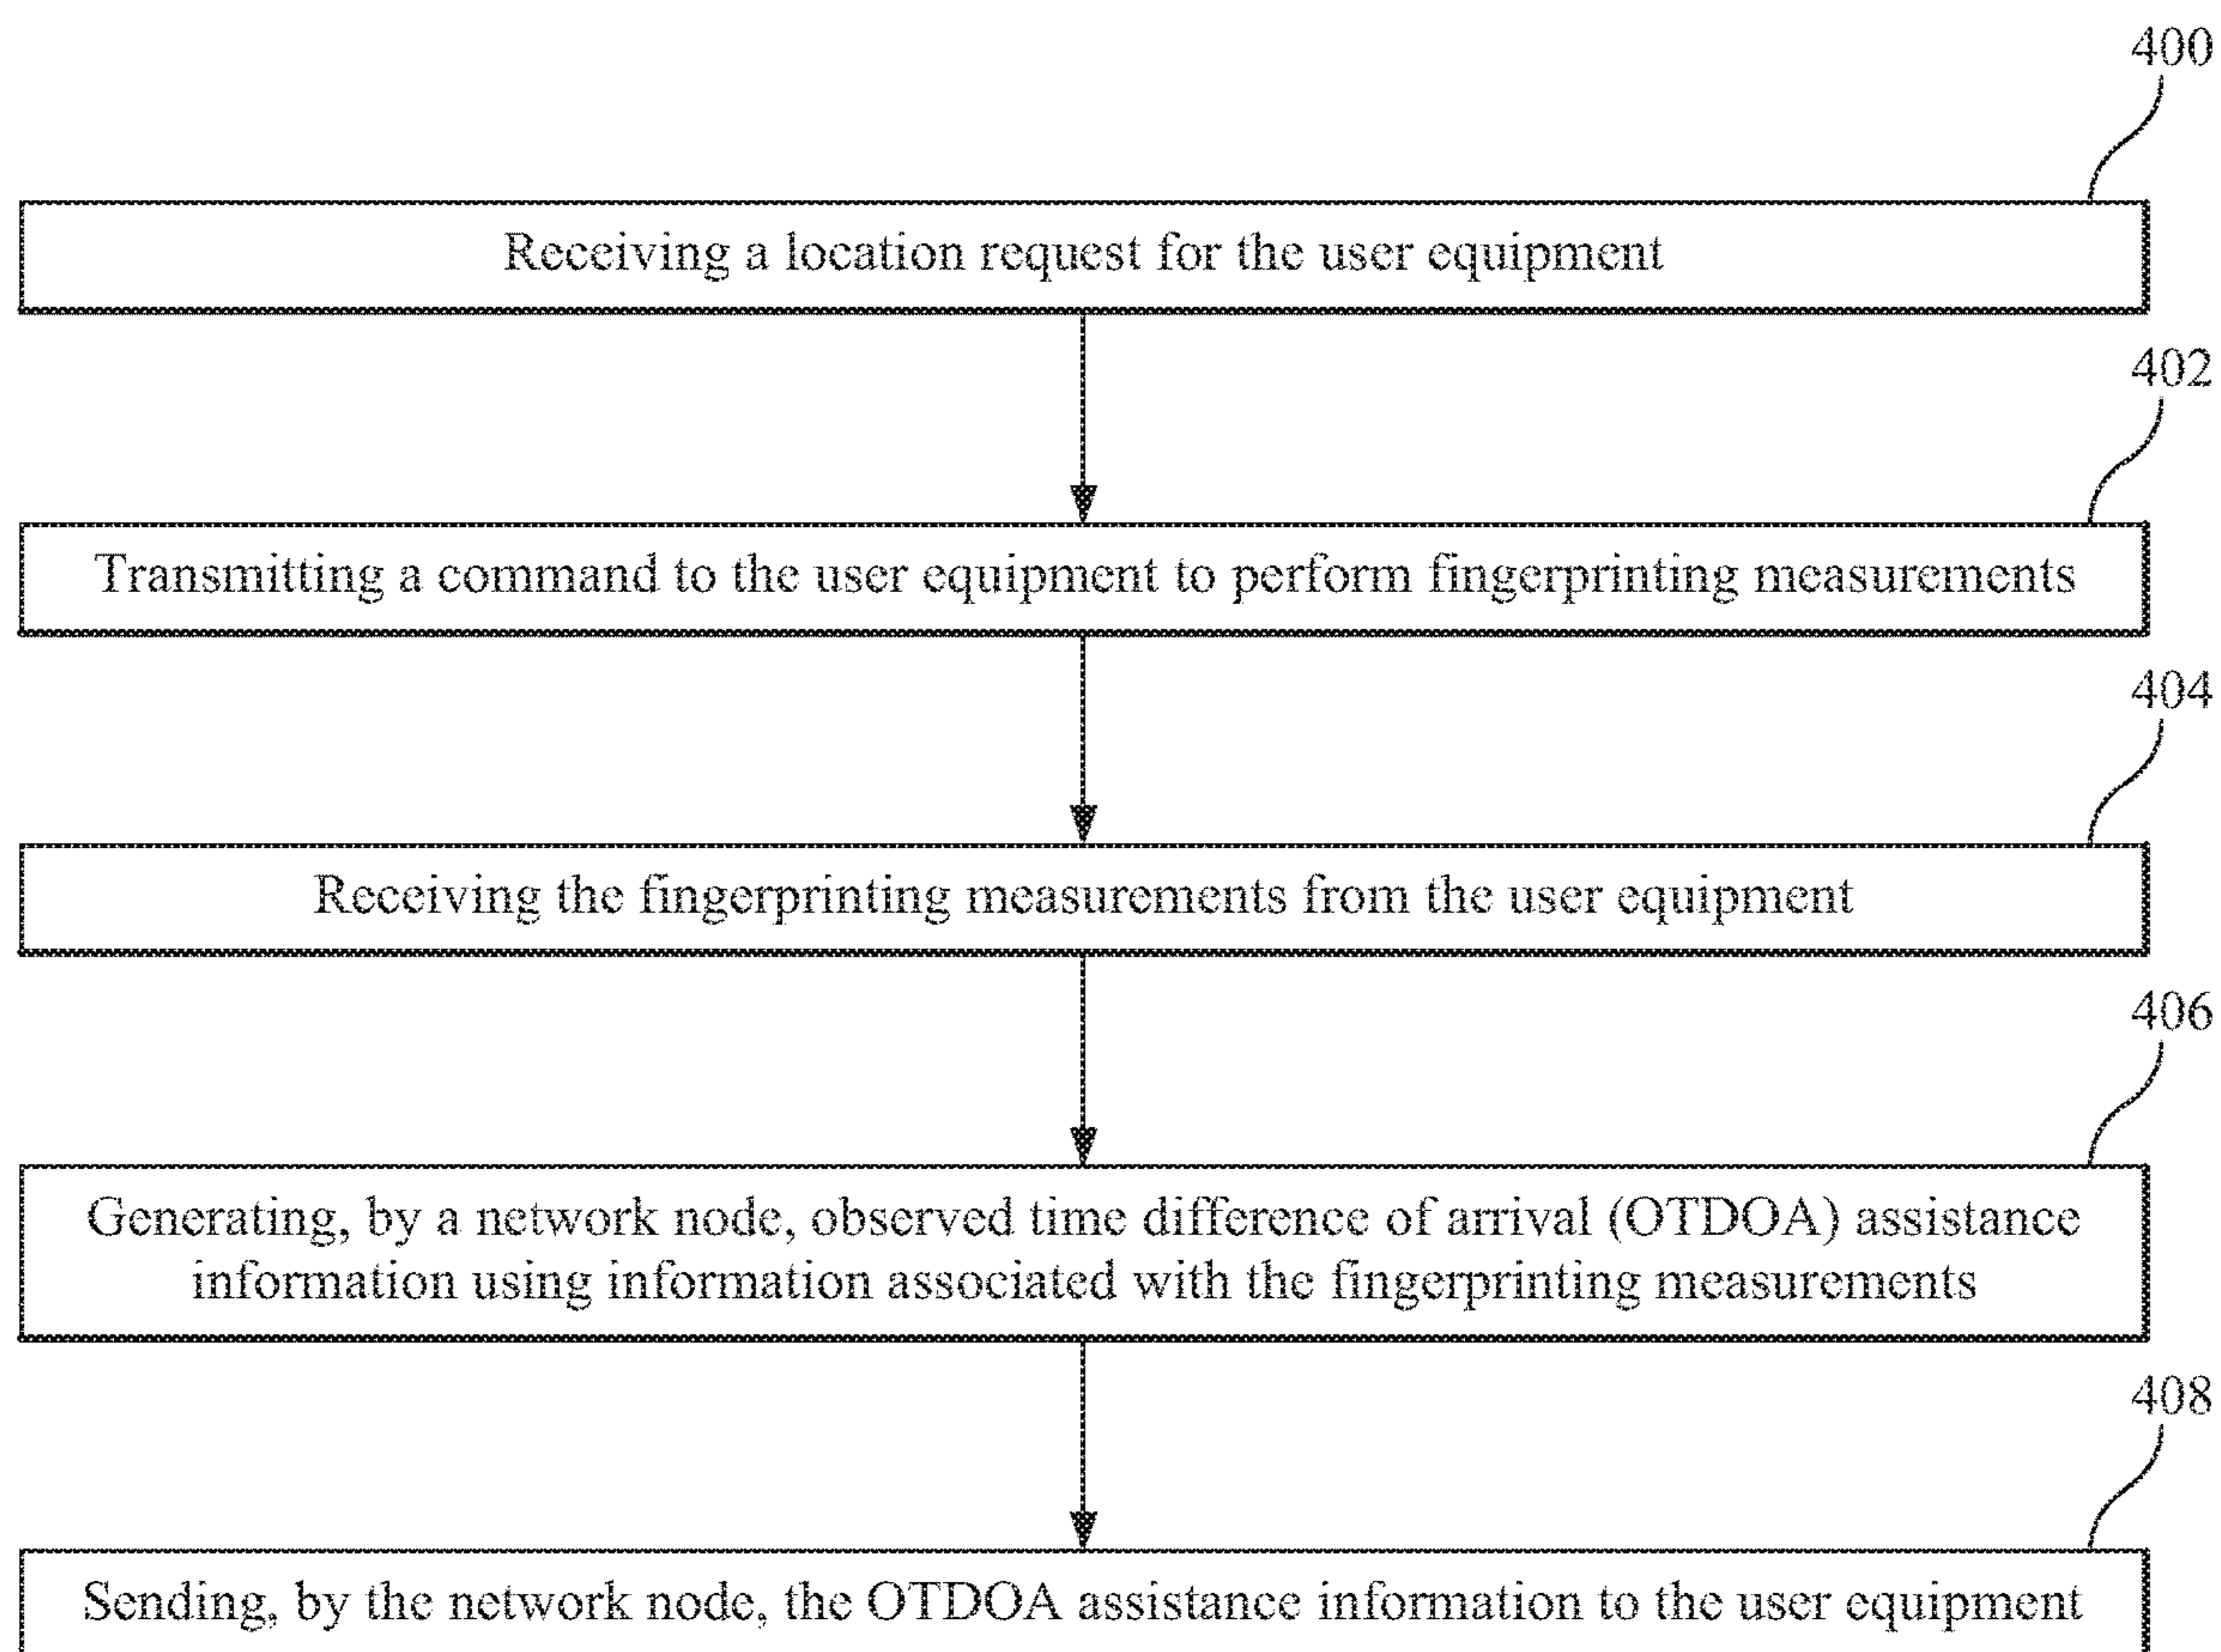 400
Receiving a location request for the user equipment
402
Transmitting a command to the user equipment to perform fingerprinting measurements
404
Receiving the fingerprinting measurements from the user equipment
406
Generating, by a network node, observed time difference of arrival (OTDOA) assistance
information using information associated with the fingerprinting measurements
408
Sending, by the network node, the OTDOA assistance information to the user equipment